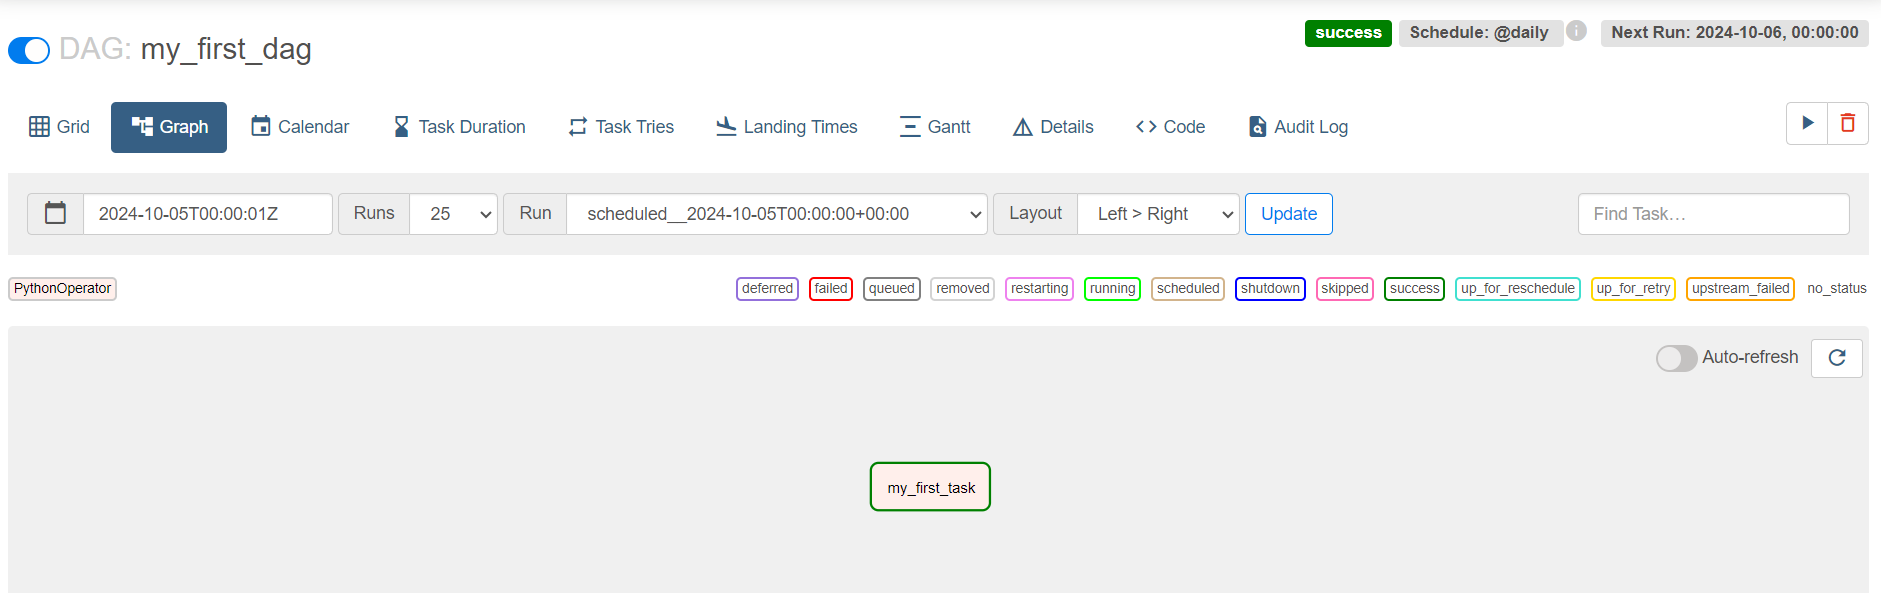 DAG: my_first_dag
success Schedule: @daily Next Run: 2024-10-06, 00:00:00
Grid Graph Calendar Task Duration Task Tries Landing Times Gantt Details Code Audit Log
2024-10-05T00:00:01Z Runs 25 Run scheduled__2024-10-05T00:00:00+00:00 Layout Left > Right Update Find Task…
PythonOperator deferred failed queued removed restarting running scheduled shutdown skipped success up_for_reschedule up_for_retry upstream_failed no_status
Auto-refresh
my_first_task